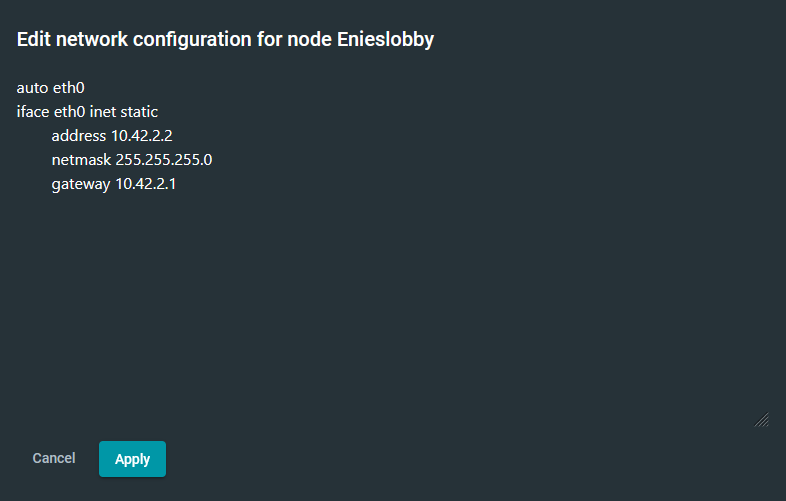 Edit network configuration for node Enieslobby
auto eth0
iface eth0 inet static
address 10.42.2.2
netmask 255.255.255.0
gateway 10.42.2.1
Cancel
Apply